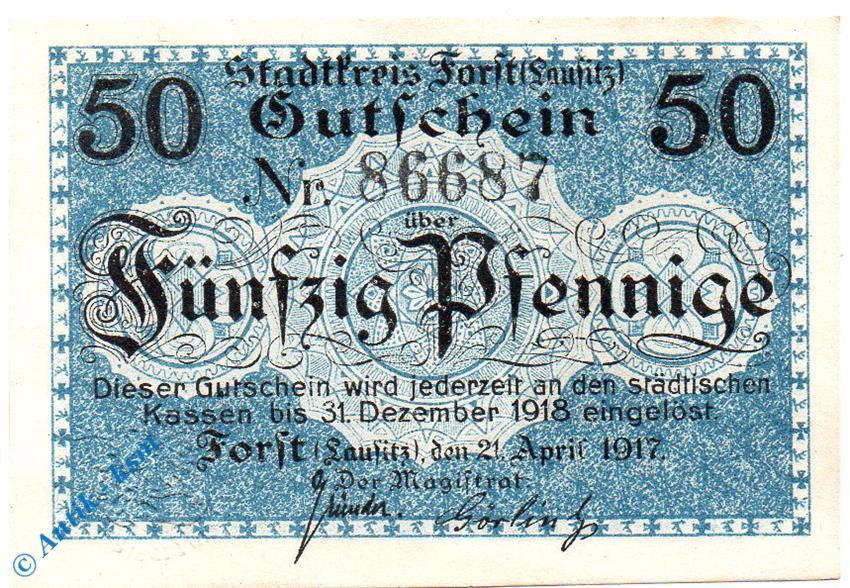 Stadtkreis Forst (Lausitz)
50 Gutschein 50
Nr. 86687
über
Fünfzig Pfennige
Dieser Gutschein wird jederzeit an den städtischen
Kassen bis 31. Dezember 1918 eingelöst.
Forst (Lausitz), den 21. April 1917.
Der Magistrat.
© Antik - ksm